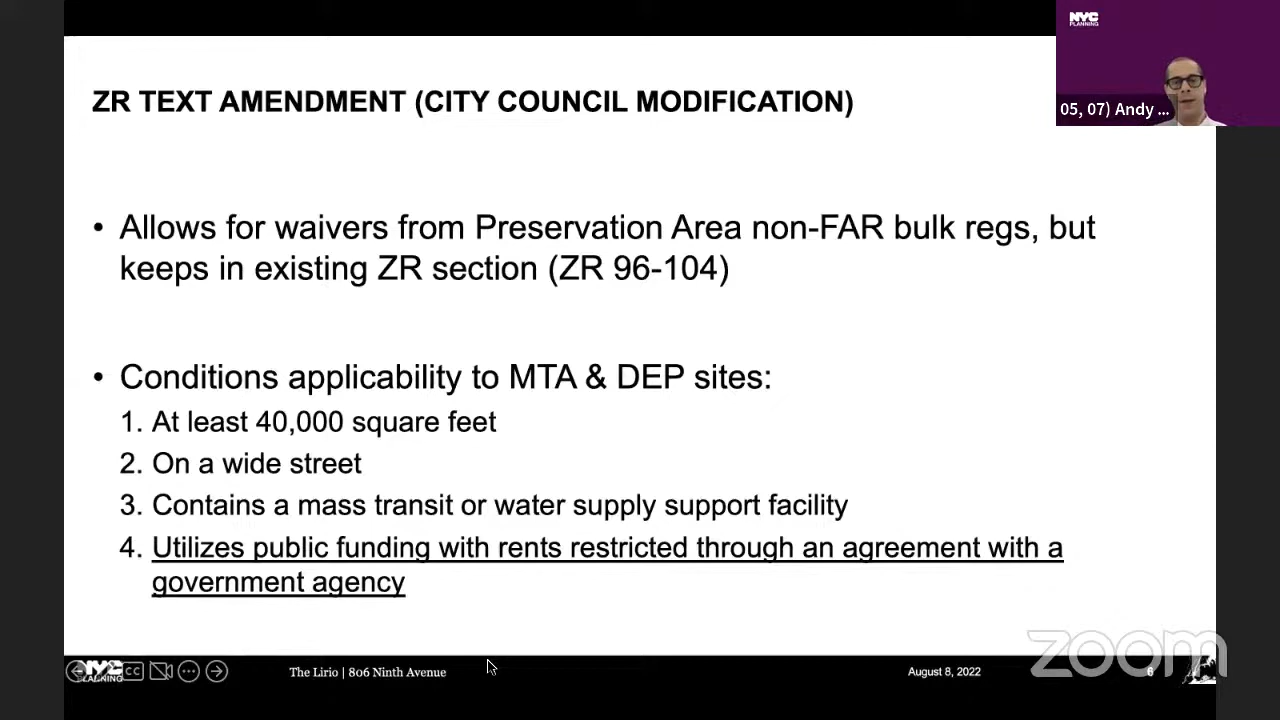 NYC
PLANNING
05, 07) Andy ...
ZR TEXT AMENDMENT (CITY COUNCIL MODIFICATION)
• Allows for waivers from Preservation Area non-FAR bulk regs, but
keeps in existing ZR section (ZR 96-104)
• Conditions applicability to MTA & DEP sites:
1. At least 40,000 square feet
2. On a wide street
3. Contains a mass transit or water supply support facility
4. Utilizes public funding with rents restricted through an agreement with a
government agency
zoom
NYC
PLANNING
CC
The Lirio | 806 Ninth Avenue
August 8, 2022
6